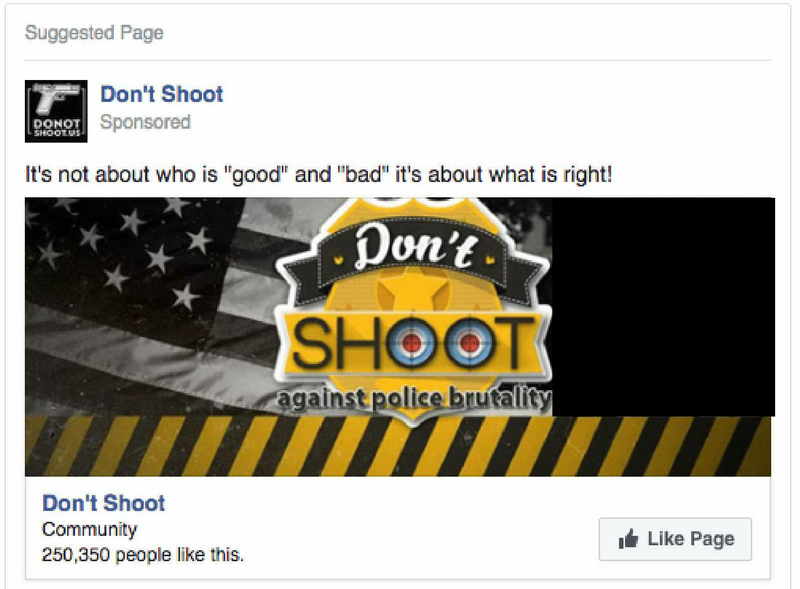 Suggested Page
Don't Shoot
DONOT
SHOOT.US
Sponsored
It's not about who is "good" and "bad" it's about what is right!
Don't
SHOOT
against police brutality
Don't Shoot
Community
250,350 people like this.
Like Page